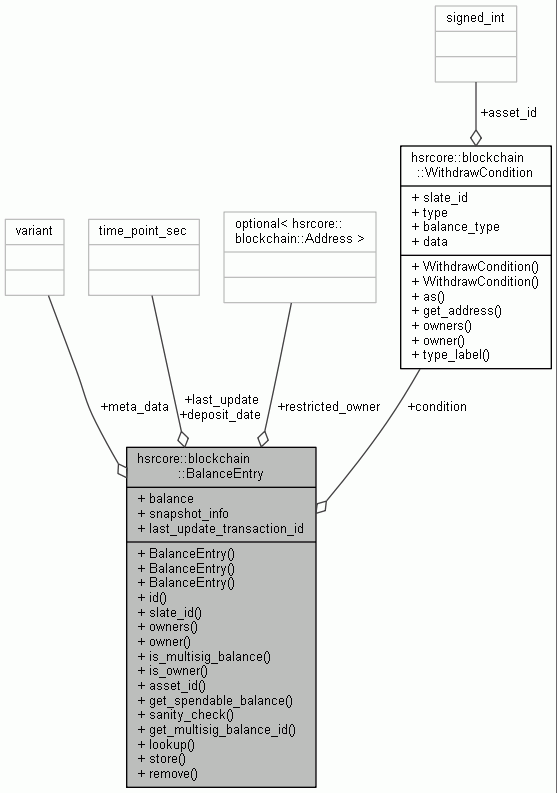 signed_int
+asset_id
hsrcore::blockchain
::WithdrawCondition
+ slate_id
+ type
+ balance_type
+ data
+ WithdrawCondition()
+ WithdrawCondition()
+ as()
+ get_address()
+ owners()
+ owner()
+ type_label()
variant
time_point_sec
optional< hsrcore::
blockchain::Address >
+meta_data
+last_update
+deposit_date
+restricted_owner
+condition
hsrcore::blockchain
::BalanceEntry
+ balance
+ snapshot_info
+ last_update_transaction_id
+ BalanceEntry()
+ BalanceEntry()
+ BalanceEntry()
+ id()
+ slate_id()
+ owners()
+ owner()
+ is_multisig_balance()
+ is_owner()
+ asset_id()
+ get_spendable_balance()
+ sanity_check()
+ get_multisig_balance_id()
+ lookup()
+ store()
+ remove()